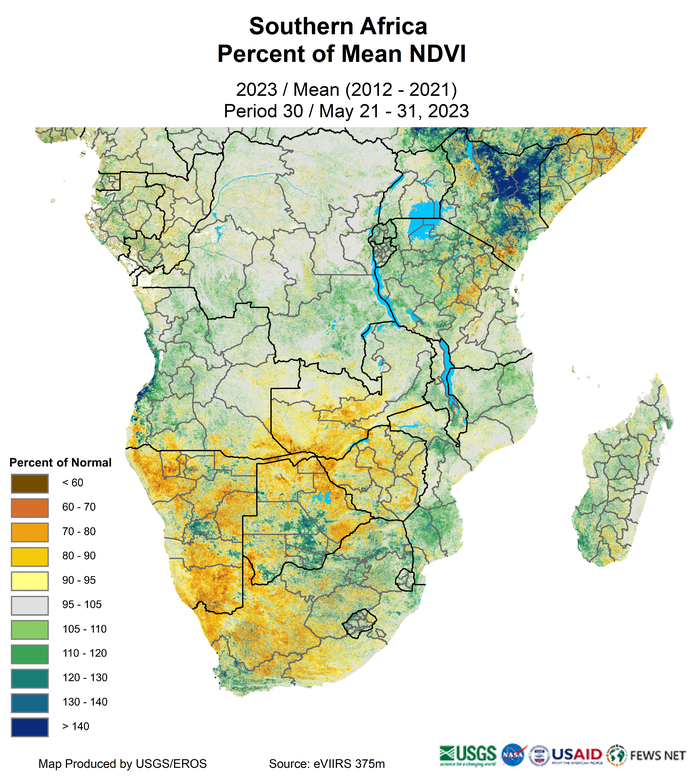 Southern Africa
Percent of Mean NDVI
2023 / Mean (2012 - 2021)
Period 30 / May 21 - 31, 2023
Percent of Normal
< 60
60 - 70
70 - 80
80 - 90
90 - 95
95 - 105
105 - 110
110 - 120
120 - 130
130 - 140
> 140
Map Produced by USGS/EROS
Source: eVIIRS 375m
USGS
science for a changing world
NASA
USAID
FROM THE AMERICAN PEOPLE
FEWS NET